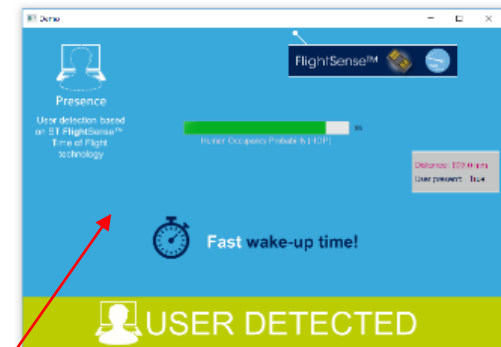 Demo
FlightSense™
Presence
User detection based
on ST FlightSense™
Time of Flight
technology
Human Occupancy Probability (HOP)
User present: True
Fast wake-up time!
USER DETECTED